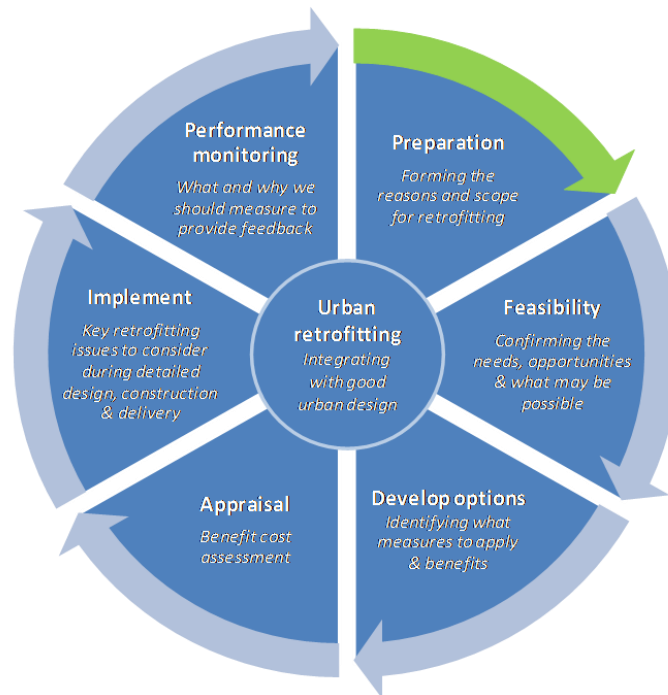 Performance
monitoring
What and why we
should measure to
provide feedback
Preparation
Forming the
reasons and scope
for retrofitting
Implement
Key retrofitting
issues to consider
during detailed
design, construction
& delivery
Urban
retrofitting
Integrating
with good
urban design
Feasibility
Confirming the
needs, opportunities
& what may be
possible
Appraisal
Benefit cost
assessment
Develop options
Identifying what
measures to apply
& benefits